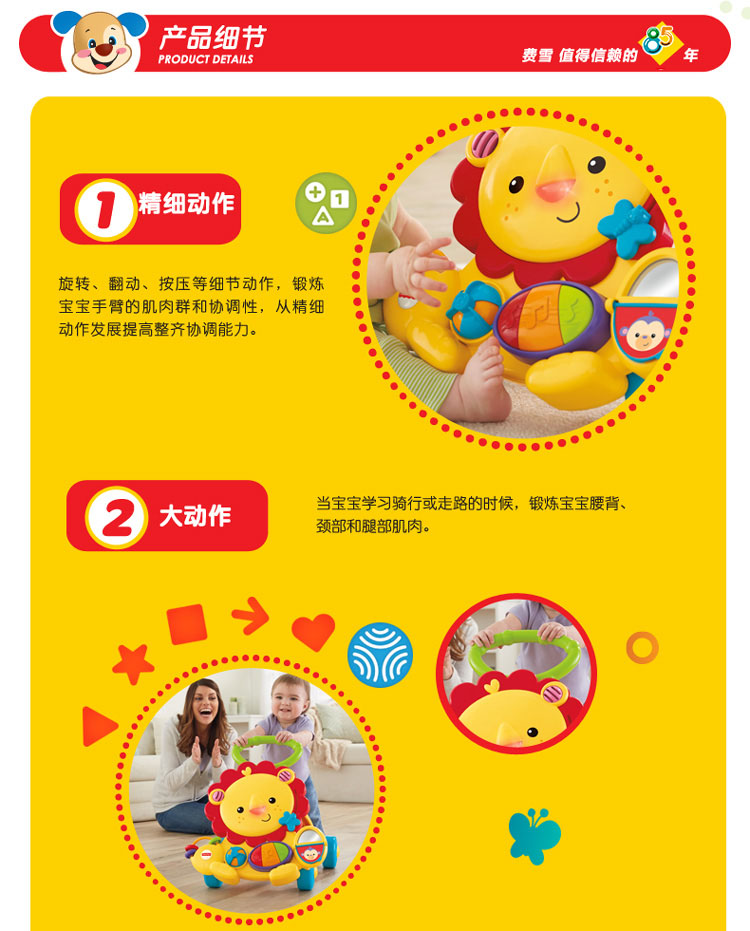 产品细节
PRODUCT DETAILS
费雪 值得信赖的 85 年
1 精细动作
1
旋转、翻动、按压等细节动作，锻炼
宝宝手臂的肌肉群和协调性，从精细
动作发展提高整齐协调能力。
2 大动作
当宝宝学习骑行或走路的时候，锻炼宝宝腰背、
颈部和腿部肌肉。